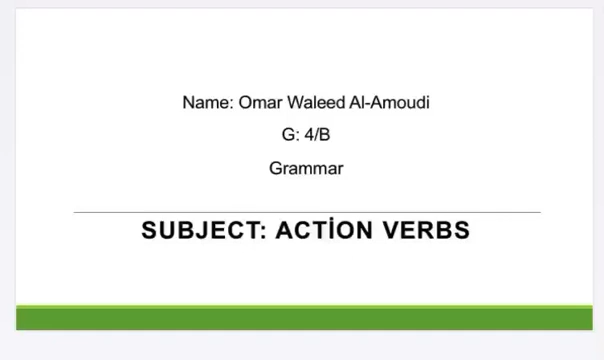 Name: Omar Waleed Al-Amoudi
G: 4/B
Grammar
SUBJECT: ACTİON VERBS